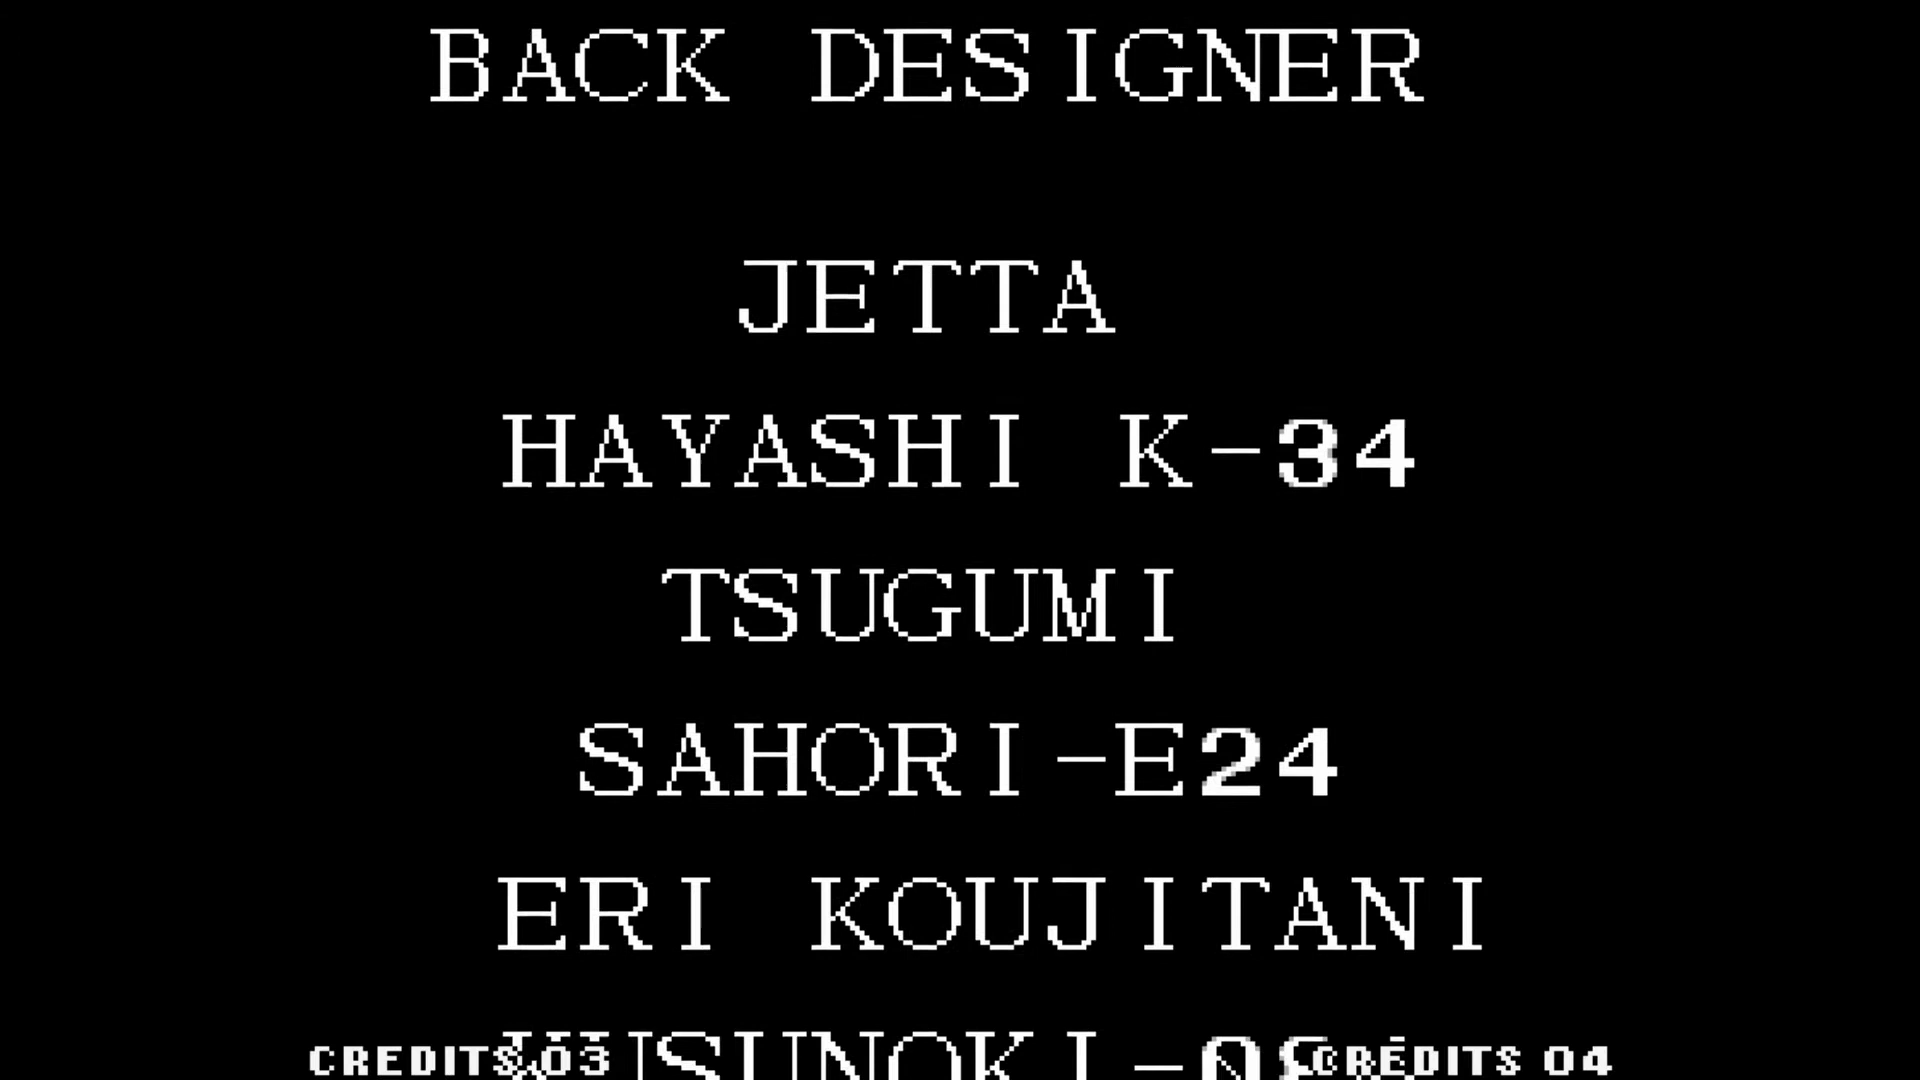 BACK DESIGNER
JETTA
HAYASHI K-34
TSUGUMI
SAHORI-E24
ERI KOUJITANI
CREDITS 03
CREDITS 04